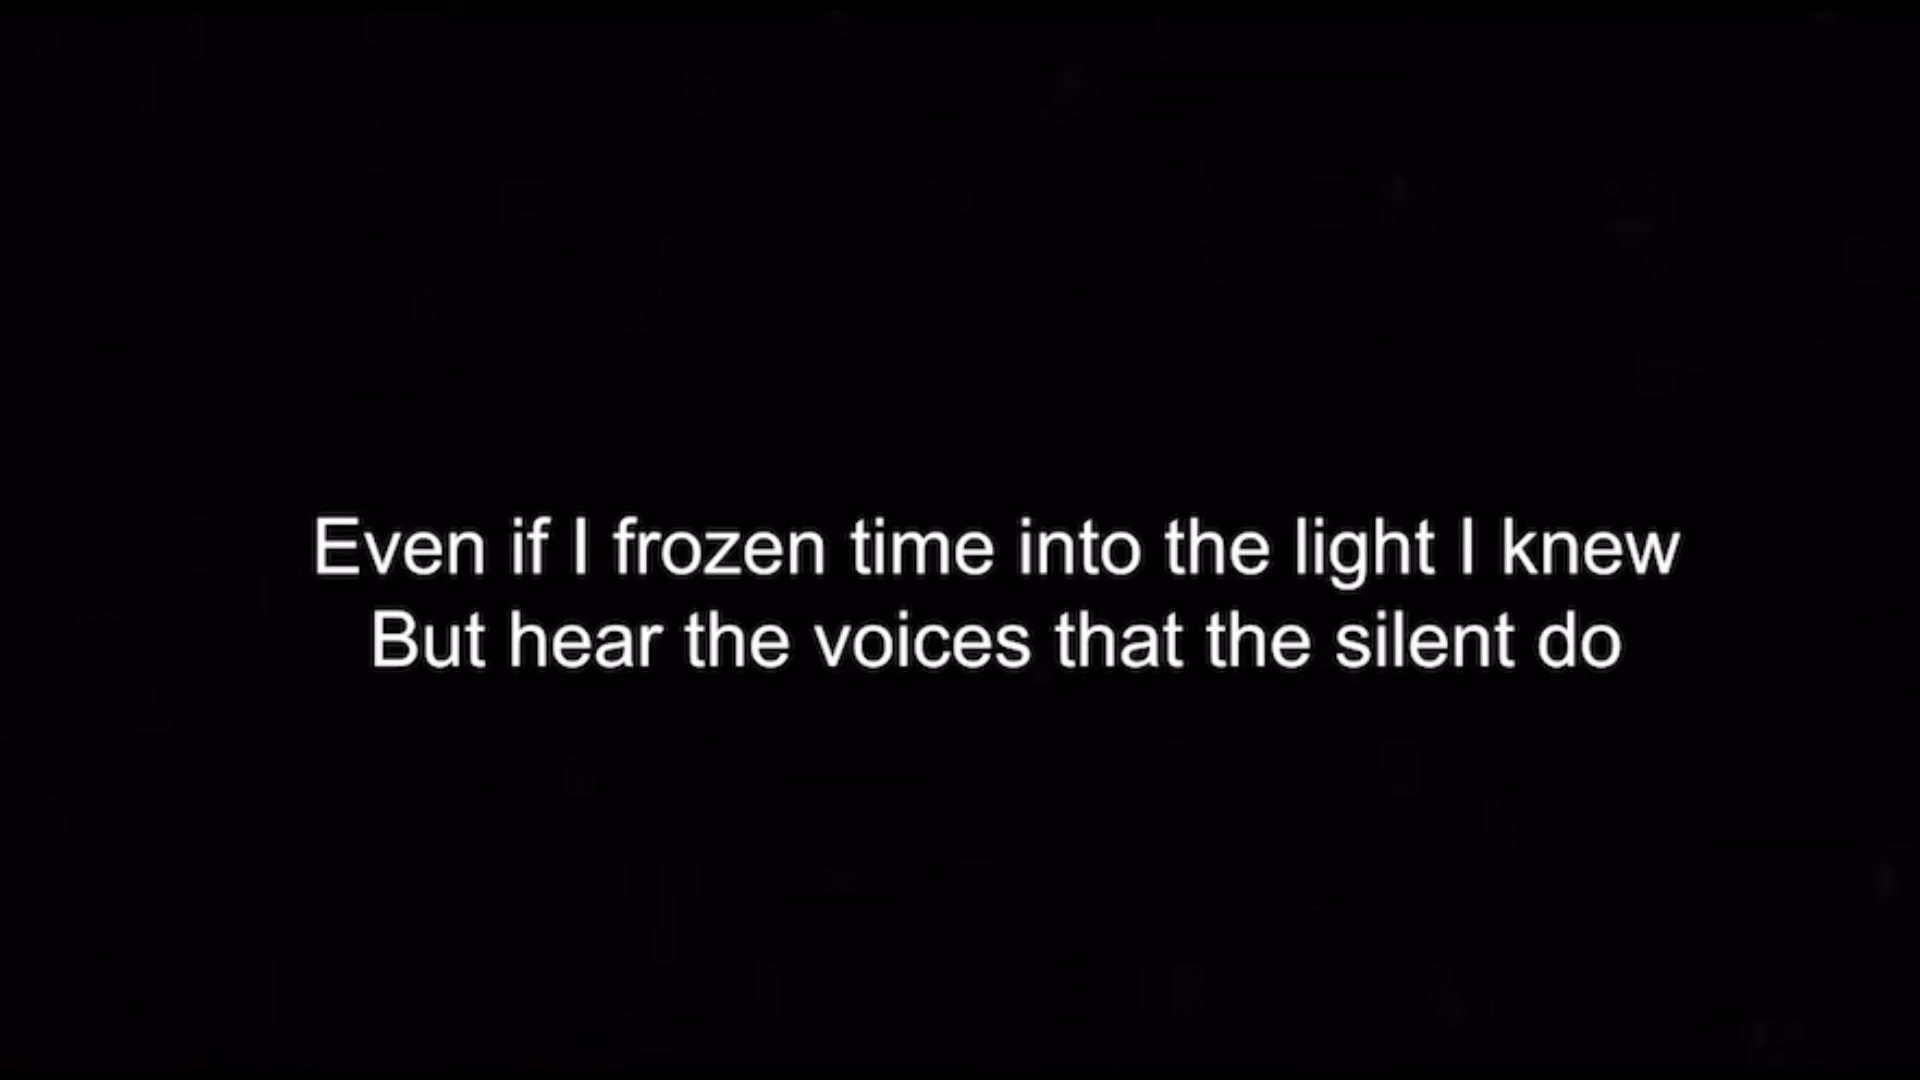 Even if I frozen time into the light I knew
But hear the voices that the silent do